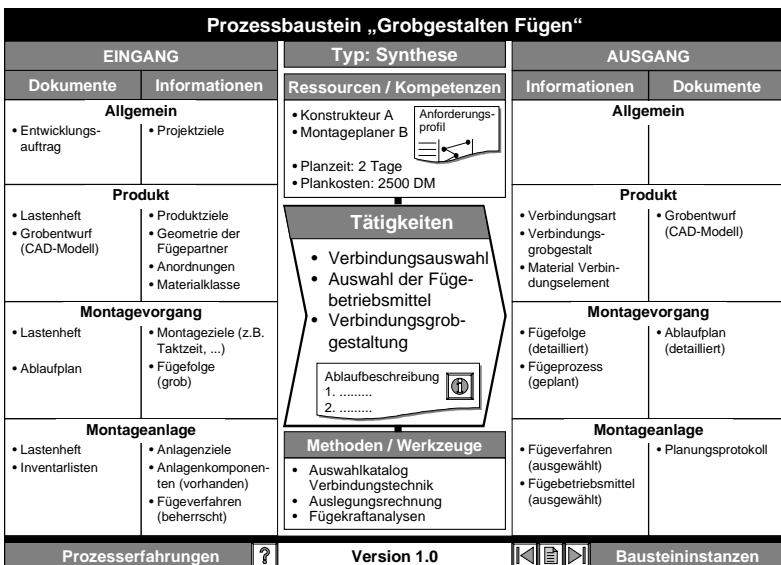 Prozessbaustein „Grobgestalten Fügen“
EINGANG
Dokumente
Informationen
Allgemein
• Entwicklungs-
auftrag
• Projektziele
Produkt
• Lastenheft
• Grobentwurf
(CAD-Modell)
• Produktziele
• Geometrie der
Fügepartner
• Anordnungen
• Materialklasse
Montagevorgang
• Lastenheft
• Ablaufplan
• Montageziele (z.B.
Taktzeit, ...)
• Fügefolge
(grob)
Montageanlage
• Lastenheft
• Inventarlisten
• Anlagenziele
• Anlagenkomponen-
ten (vorhanden)
• Fügeverfahren
(beherrscht)
Typ: Synthese
Ressourcen / Kompetenzen
• Konstrukteur A
• Montageplaner B
• Planzeit: 2 Tage
• Plankosten: 2500 DM
Anforderungs-
profil
Tätigkeiten
• Verbindungsauswahl
• Auswahl der Füge-
betriebsmittel
• Verbindungsgrob-
gestaltung
Ablaufbeschreibung
1. .........
2. .........
Methoden / Werkzeuge
• Auswahlkatalog
Verbindungstechnik
• Auslegungsrechnung
• Fügekraftanalysen
AUSGANG
Informationen
Dokumente
Allgemein
Produkt
• Verbindungsart
• Verbindungs-
grobgestalt
• Material Verbin-
dungselement
• Grobentwurf
(CAD-Modell)
Montagevorgang
• Fügefolge
(detailliert)
• Fügeprozess
(geplant)
• Ablaufplan
(detailliert)
Montageanlage
• Fügeverfahren
(ausgewählt)
• Fügebetriebsmittel
(ausgewählt)
• Planungsprotokoll
Prozesserfahrungen
?
Version 1.0
Bausteininstanzen